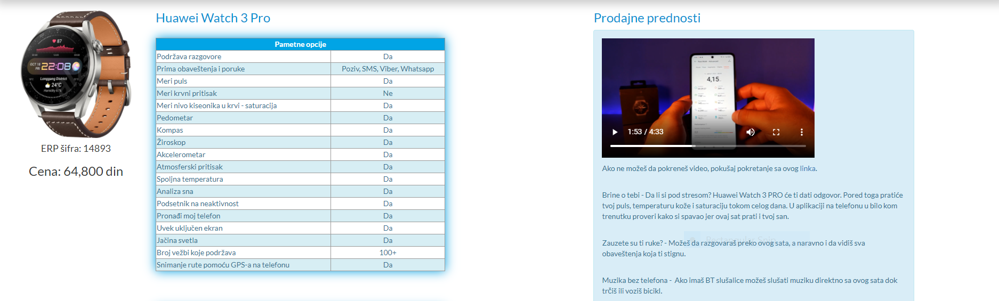 Huawei Watch 3 Pro
Prodajne prednosti
87
OCT 18
FRI 22:08
Longgang District
24°C
Humidity 67%
ERP šifra: 14893
Cena: 64,800 din
Pametne opcije
Podržava razgovore Da
Prima obaveštenja i poruke Poziv, SMS, Viber, Whatsapp
Meri puls Da
Meri krvni pritisak Ne
Meri nivo kiseonika u krvi - saturacija Da
Pedometar Da
Kompas Da
Žiroskop Da
Akcelerometar Da
Atmosferski pritisak Da
Spoljna temperatura Da
Analiza sna Da
Podsetnik na neaktivnost Da
Pronađi moj telefon Da
Uvek uključen ekran Da
Jačina svetla Da
Broj vežbi koje podržava 100+
Snimanje rute pomoću GPS-a na telefonu Da
4,15
1:53 / 4:33
Ako ne možeš da pokreneš video, pokušaj pokretanje sa ovog linka.
Brine o tebi - Da li si pod stresom? Huawei Watch 3 PRO će ti dati odgovor. Pored toga pratiće
tvoj puls, temperaturu kože i saturaciju tokom celog dana. U aplikaciji na telefonu u bilo kom
trenutku proveri kako si spavao jer ovaj sat prati i tvoj san.
Zauzete su ti ruke? - Možeš da razgovaraš preko ovog sata, a naravno i da vidiš sva
obaveštenja koja ti stignu.
Muzika bez telefona - Ako imaš BT slušalice možeš slušati muziku direktno sa ovog sata dok
trčiš ili voziš bicikl.